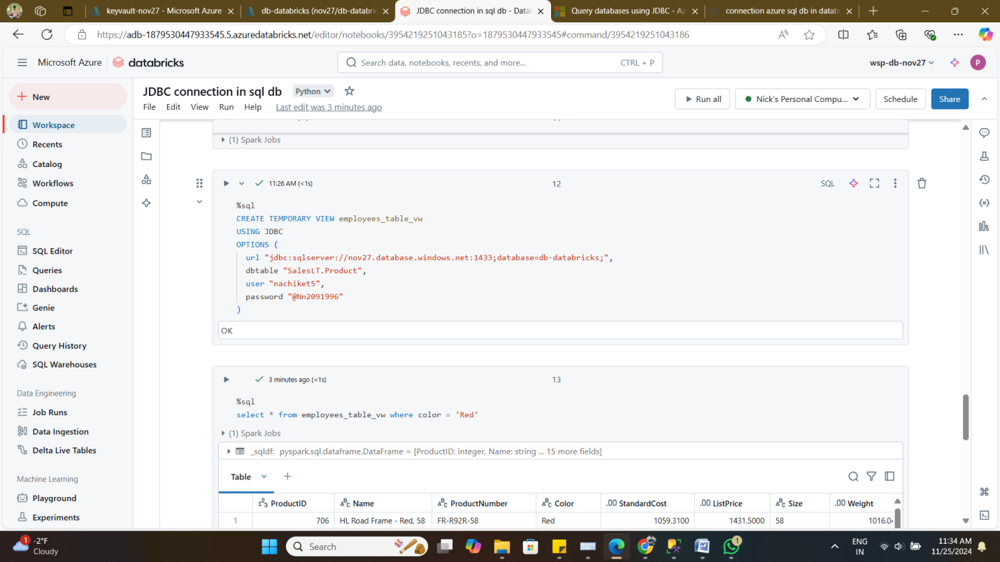 keyvault-nov27 - Microsoft Azure
db-databricks (nov27/db-databri
JDBC connection in sql db - Data
Query databases using JDBC - Az
connection azure sql db in datab
https://adb-1879530447933545.5.azuredatabricks.net/editor/notebooks/3954219251043185?o=1879530447933545#command/3954219251043186
Microsoft Azure
databricks
Search data, notebooks, recents, and more...
CTRL + P
wsp-db-nov27
P
New
Workspace
Recents
Catalog
Workflows
Compute
SQL
SQL Editor
Queries
Dashboards
Genie
Alerts
Query History
SQL Warehouses
Data Engineering
Job Runs
Data Ingestion
Delta Live Tables
Machine Learning
Playground
Experiments
JDBC connection in sql db
Python
File Edit View Run Help Last edit was 3 minutes ago
Run all
Nick's Personal Compu...
Schedule
Share
(1) Spark Jobs
11:26 AM (<1s)
12
SQL
%sql
CREATE TEMPORARY VIEW employees_table_vw
USING JDBC
OPTIONS (
url "jdbc:sqlserver://nov27.database.windows.net:1433;database=db-databricks;",
dbtable "SalesLT.Product",
user "nachiket5",
password "@Nn2091996"
)
OK
3 minutes ago (<1s)
13
%sql
select * from employees_table_vw where color = 'Red'
(1) Spark Jobs
_sqldf: pyspark.sql.dataframe.DataFrame = [ProductID: integer, Name: string ... 15 more fields]
Table
ProductID Name ProductNumber Color StandardCost ListPrice Size Weight
1 706 HL Road Frame - Red, 58 FR-R92R-58 Red 1059.3100 1431.5000 58 1016.04
1
-2°F
Cloudy
Search
1
ENG
IN
11:34 AM
11/25/2024